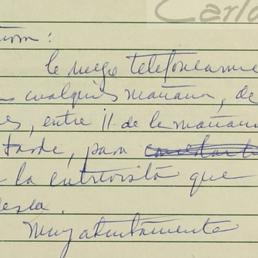 Carlo
le ruego telefonearme
cualquier mañana, de
es, entre 11 de la mañana
tarde, para
la entrevista que
Muy atentamente